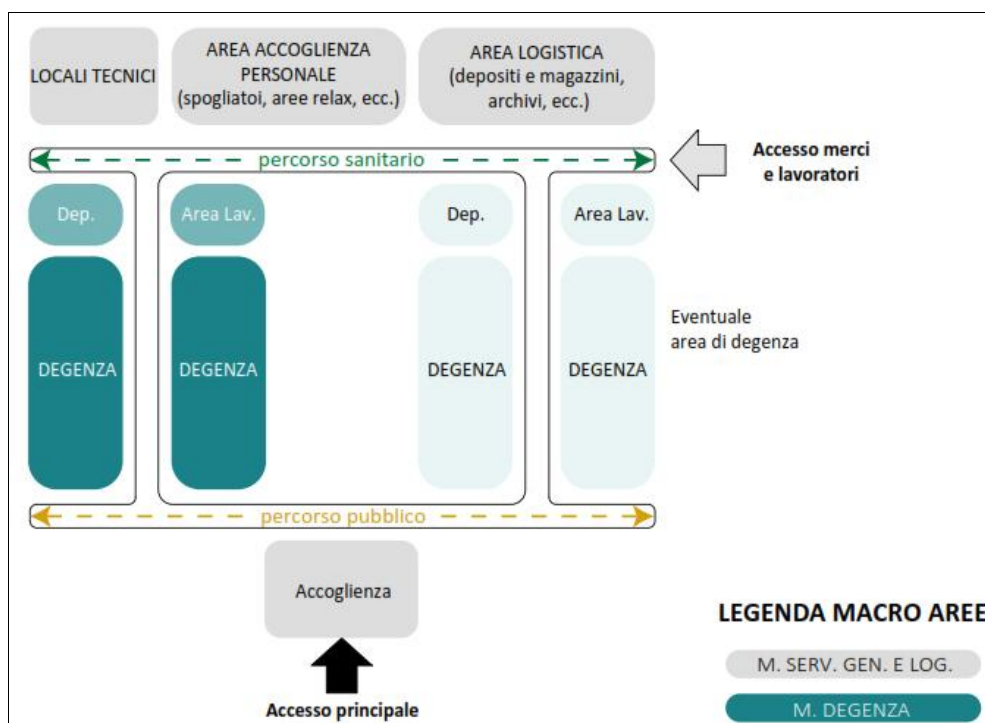 LOCALI TECNICI
AREA ACCOGLIENZA
PERSONALE
(spogliatoi, aree relax, ecc.)
AREA LOGISTICA
(depositi e magazzini,
archivi, ecc.)
percorso sanitario
Accesso merci
e lavoratori
Dep.
Area Lav.
Dep.
Area Lav.
DEGENZA
DEGENZA
DEGENZA
DEGENZA
Eventuale
area di degenza
percorso pubblico
Accoglienza
Accesso principale
LEGENDA MACRO AREE
M. SERV. GEN. E LOG.
M. DEGENZA